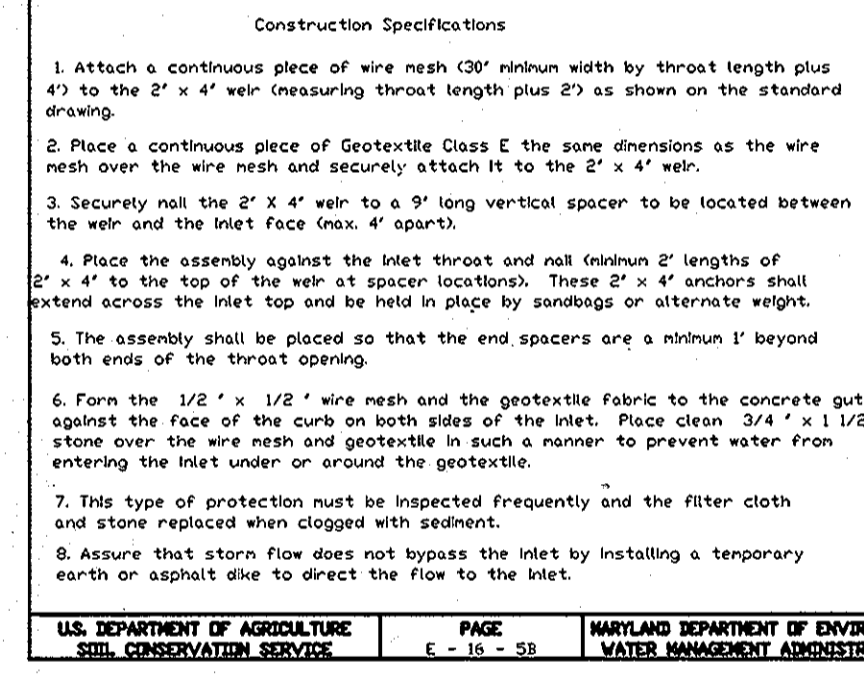 Construction Specifications
1. Attach a continuous piece of wire mesh (30' minimum width by throat length plus
4') to the 2' x 4' weir (measuring throat length plus 2') as shown on the standard
drawing.
2. Place a continuous piece of Geotextile Class E the same dimensions as the wire
mesh over the wire mesh and securely attach it to the 2' x 4' weir.
3. Securely nail the 2' X 4' weir to a 9' long vertical spacer to be located between
the weir and the inlet face (max. 4' apart).
4. Place the assembly against the inlet throat and nail (minimum 2' lengths of
2' x 4' to the top of the weir at spacer locations). These 2' x 4' anchors shall
extend across the inlet top and be held in place by sandbags or alternate weight.
5. The assembly shall be placed so that the end spacers are a minimum 1' beyond
both ends of the throat opening.
6. Form the 1/2 ' x 1/2 ' wire mesh and the geotextile fabric to the concrete gut
against the face of the curb on both sides of the inlet. Place clean 3/4 ' x 1 1/2
stone over the wire mesh and geotextile in such a manner to prevent water from
entering the inlet under or around the geotextile.
7. This type of protection must be inspected frequently and the filter cloth
and stone replaced when clogged with sediment.
8. Assure that storm flow does not bypass the inlet by installing a temporary
earth or asphalt dike to direct the flow to the inlet.
U.S. DEPARTMENT OF AGRICULTURE
SOIL CONSERVATION SERVICE
PAGE
E - 16 - 5B
MARYLAND DEPARTMENT OF ENVIR
WATER MANAGEMENT ADMINISTR